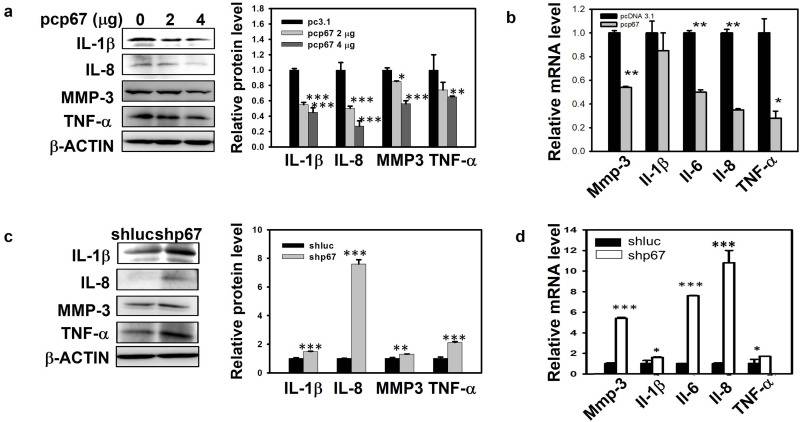 a
pcp67 (μg) 0 2 4
IL-1β
IL-8
MMP-3
TNF-α
β-ACTIN
Relative protein level
1.8
1.6
1.4
1.2
1.0
0.8
0.6
0.4
0.2
0.0
pc3.1
pcp67 2 μg
pcp67 4 μg
***
***
***
***
*
***
**
IL-1β IL-8 MMP3 TNF-α
b
Relative mRNA level
1.2
1.0
0.8
0.6
0.4
0.2
0.0
pcDNA 3.1
pcp67
**
**
**
*
Mmp-3 Il-1β Il-6 Il-8 TNF-α
c
shluc shp67
IL-1β
IL-8
MMP-3
TNF-α
β-ACTIN
Relative protein level
10
8
6
4
2
0
shluc
shp67
***
***
**
***
IL-1β IL-8 MMP3 TNF-α
d
Relative mRNA level
14
12
10
8
6
4
2
0
shluc
shp67
***
*
***
***
*
Mmp-3 Il-1β Il-6 Il-8 TNF-α